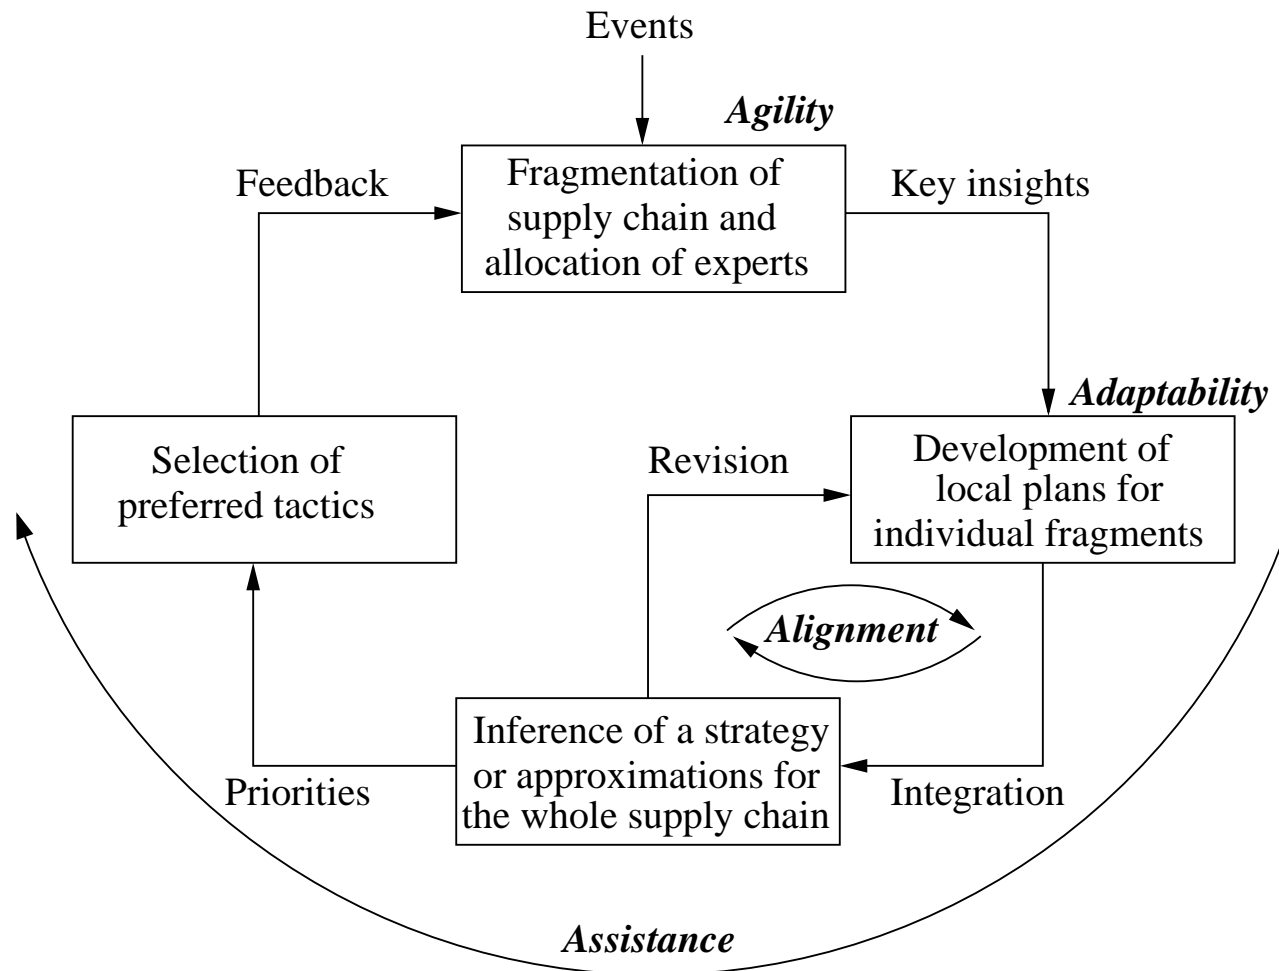 Events
Agility
Fragmentation of
supply chain and
allocation of experts
Feedback
Key insights
Adaptability
Selection of
preferred tactics
Revision
Development of
local plans for
individual fragments
Alignment
Inference of a strategy
or approximations for
the whole supply chain
Priorities
Integration
Assistance